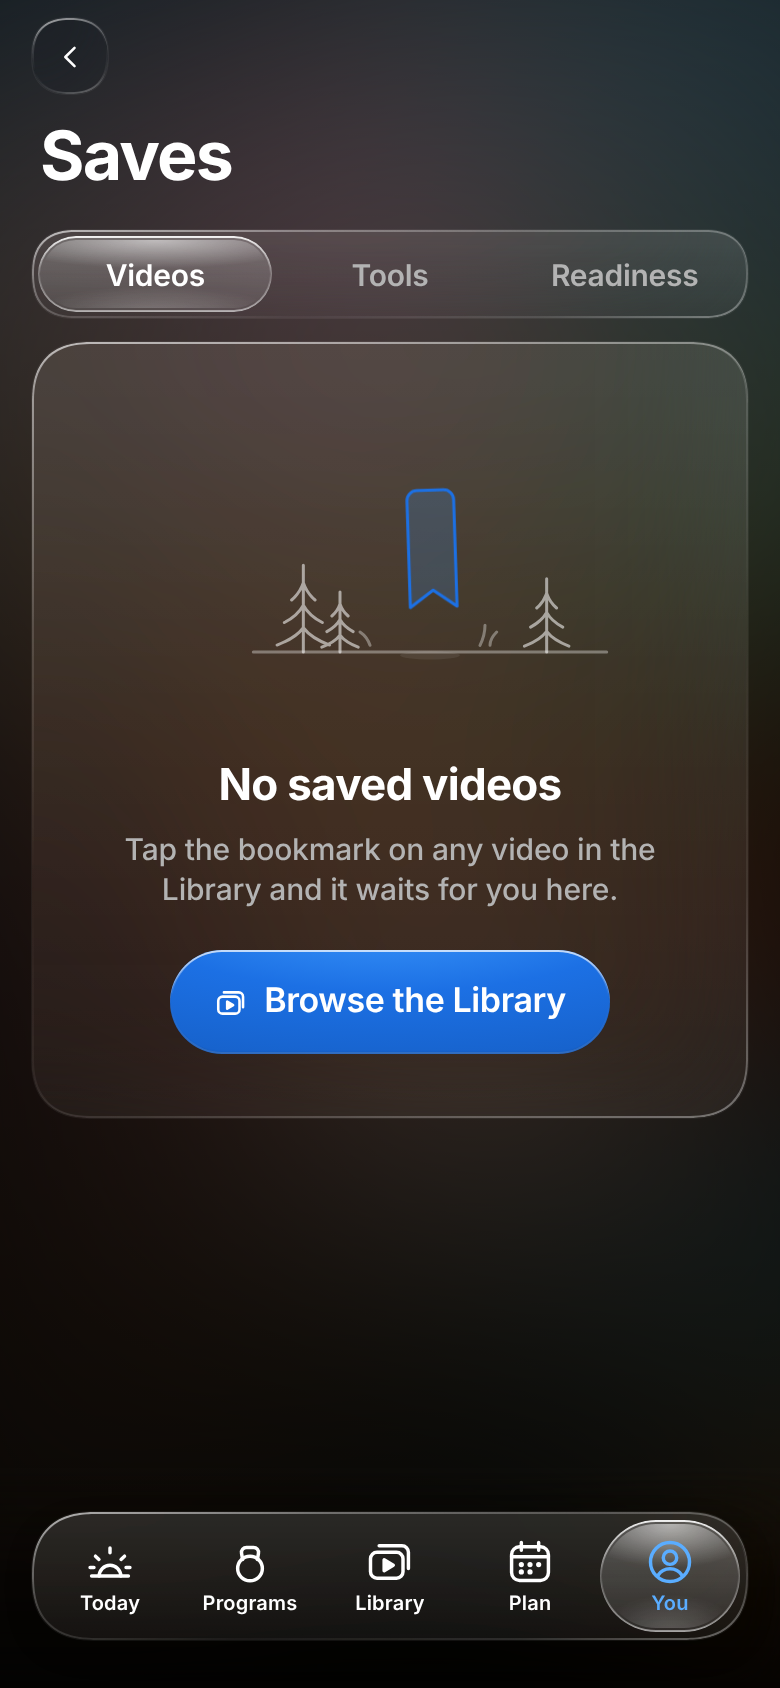 Saves
Videos
Tools
Readiness
No saved videos
Tap the bookmark on any video in the
Library and it waits for you here.
Browse the Library
Today
Programs
Library
Plan
You